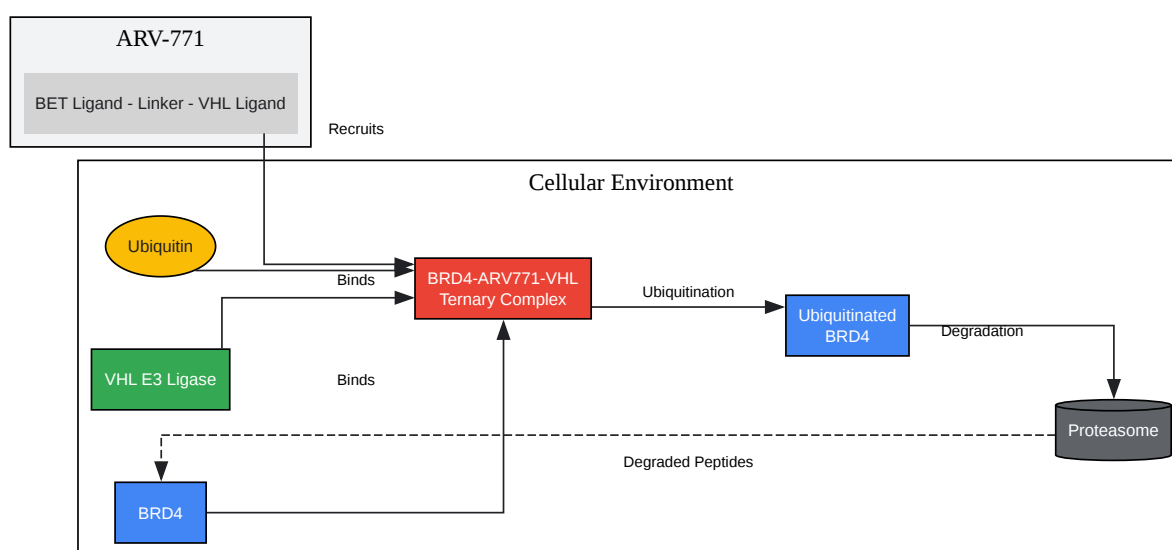 ARV-771
BET Ligand - Linker - VHL Ligand
Recruits
Cellular Environment
Ubiquitin
Binds
BRD4-ARV771-VHL
Ternary Complex
Ubiquitination
Ubiquitinated
BRD4
Degradation
VHL E3 Ligase
Binds
Proteasome
Degraded Peptides
BRD4